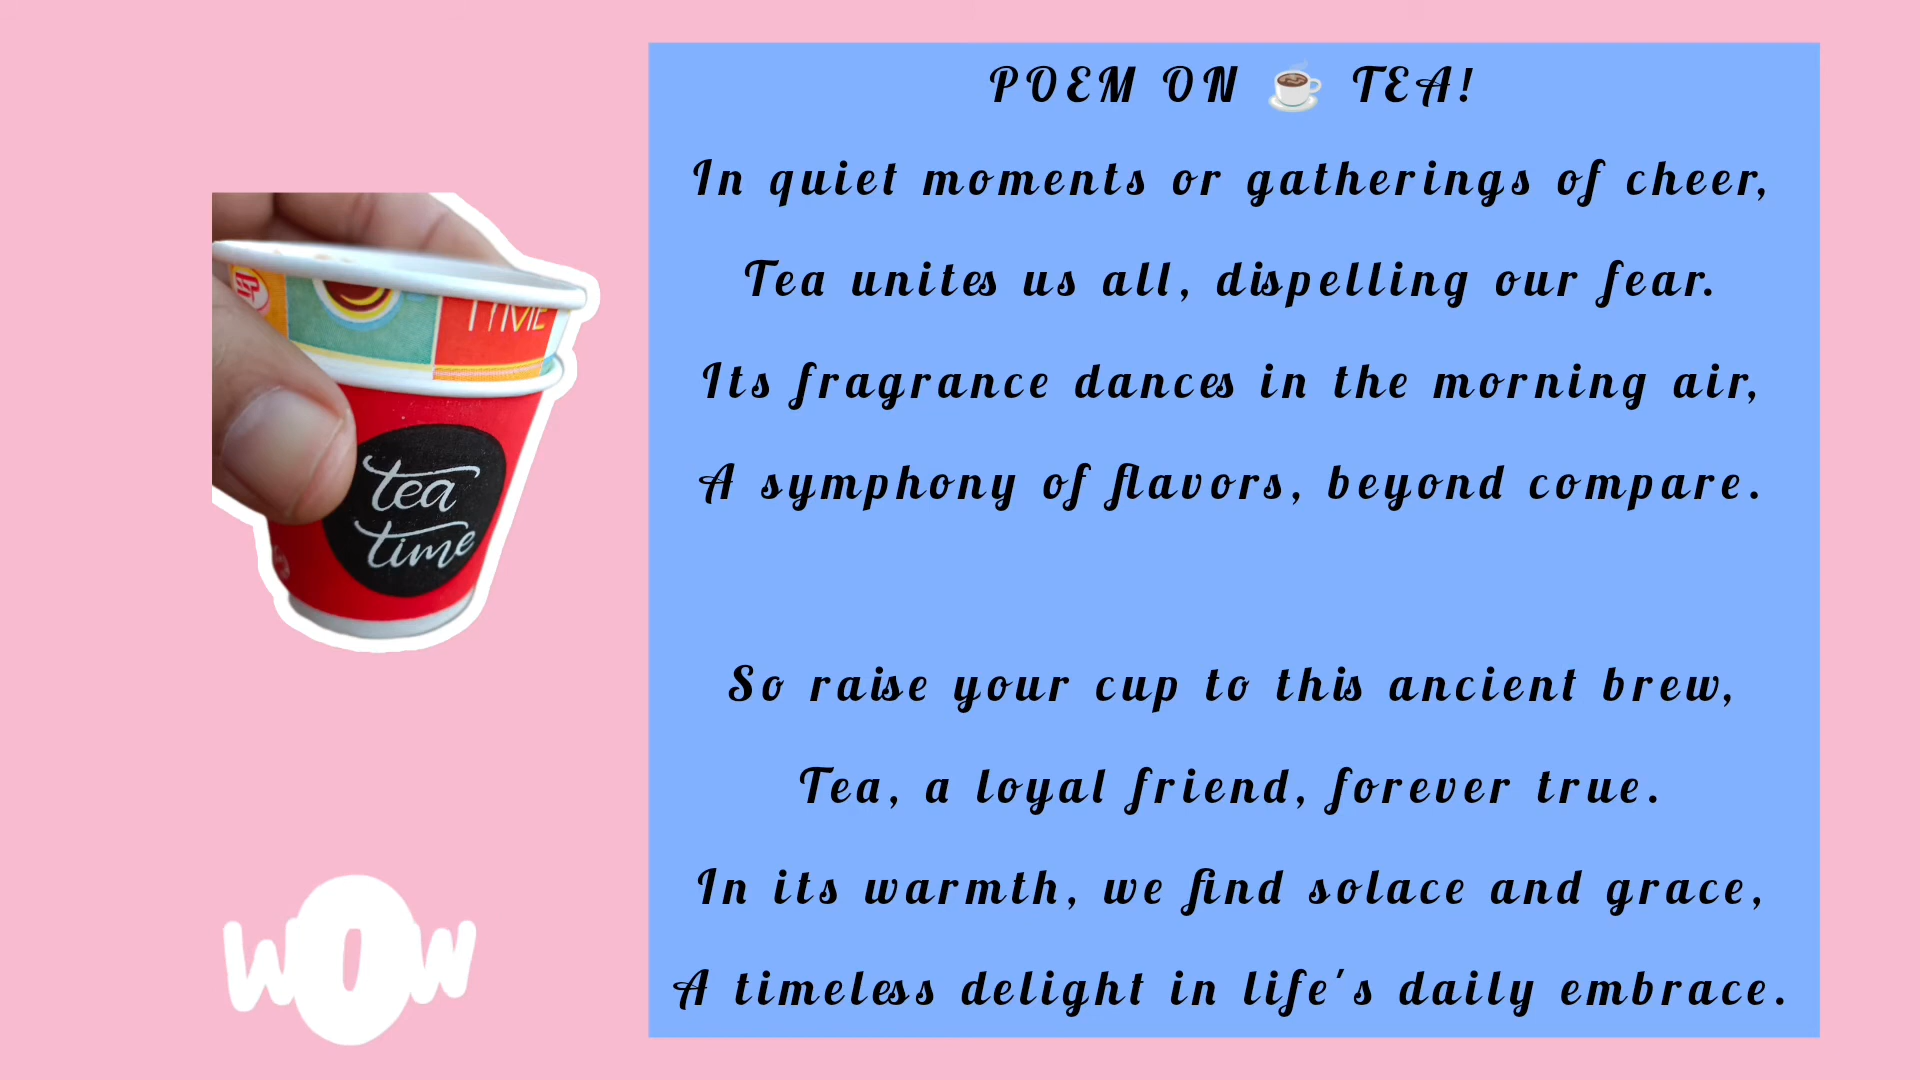 POEM ON ☕ TEA!
In quiet moments or gatherings of cheer,
Tea unites us all, dispelling our fear.
Its fragrance dances in the morning air,
A symphony of flavors, beyond compare.
So raise your cup to this ancient brew,
Tea, a loyal friend, forever true.
In its warmth, we find solace and grace,
A timeless delight in life's daily embrace.
tea
time
WOW